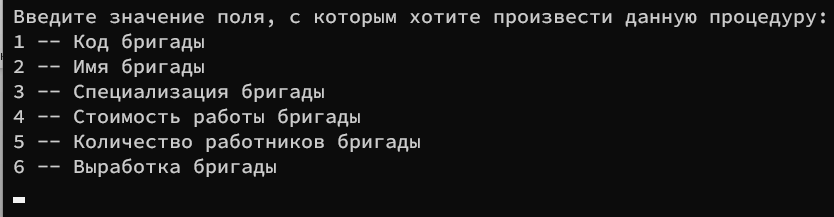 Введите значение поля, с которым хотите произвести данную процедуру:
1 -- Код бригады
2 -- Имя бригады
3 -- Специализация бригады
4 -- Стоимость работы бригады
5 -- Количество работников бригады
6 -- Выработка бригады